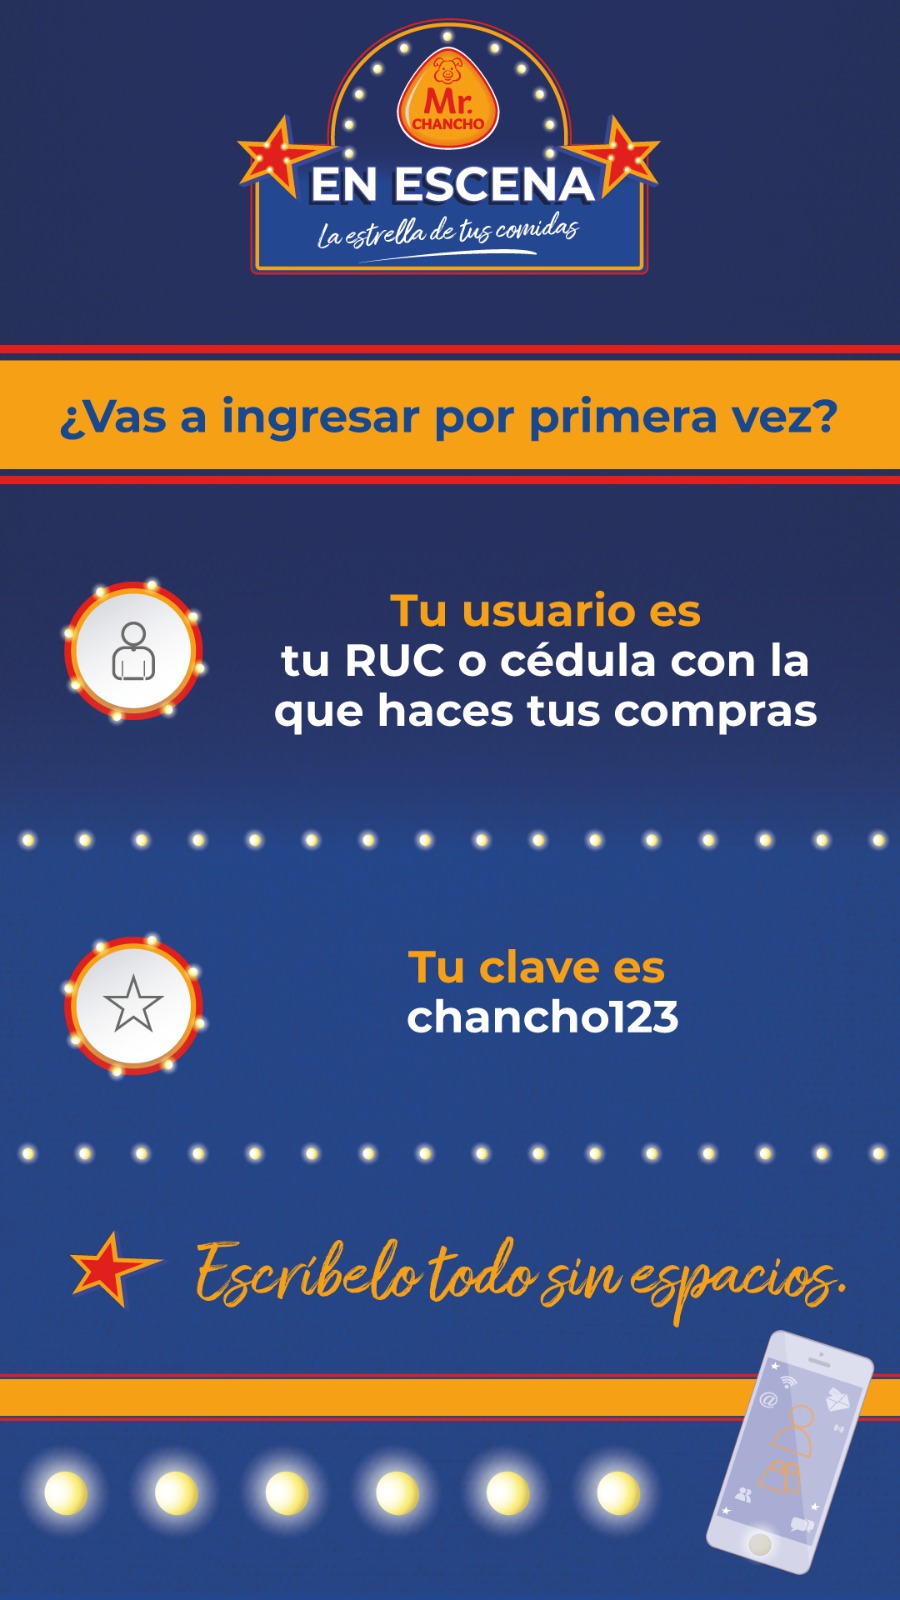 Mr.
CHANCHO
EN ESCENA
La estrella de tus comidas
¿Vas a ingresar por primera vez?
Tu usuario es
tu RUC o cédula con la
que haces tus compras
Tu clave es
chancho123
Escríbelo todo sin espacios.
@